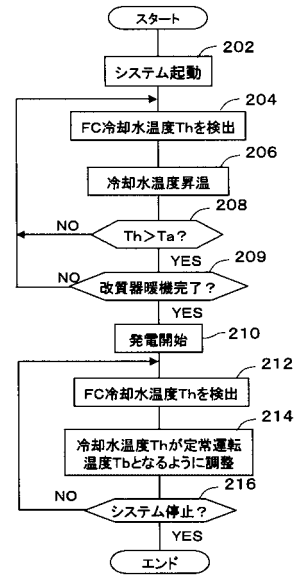 スタート
202
システム起動
204
FC冷却水温度Thを検出
206
冷却水温度昇温
208
Th>Ta?
NO
YES
209
改質器暖機完了?
NO
YES
210
発電開始
212
FC冷却水温度Thを検出
214
冷却水温度Thが定常運転
温度Tbとなるように調整
216
システム停止?
NO
YES
エンド